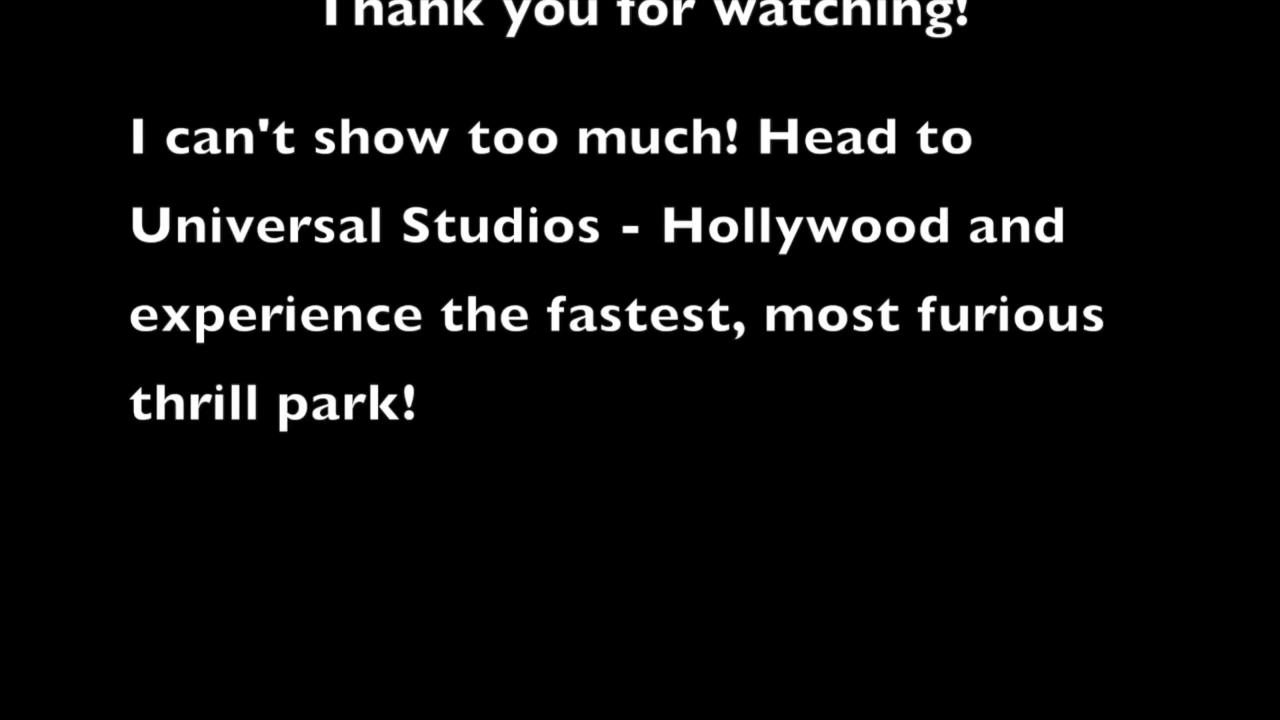 Thank you for watching!
I can't show too much! Head to
Universal Studios - Hollywood and
experience the fastest, most furious
thrill park!